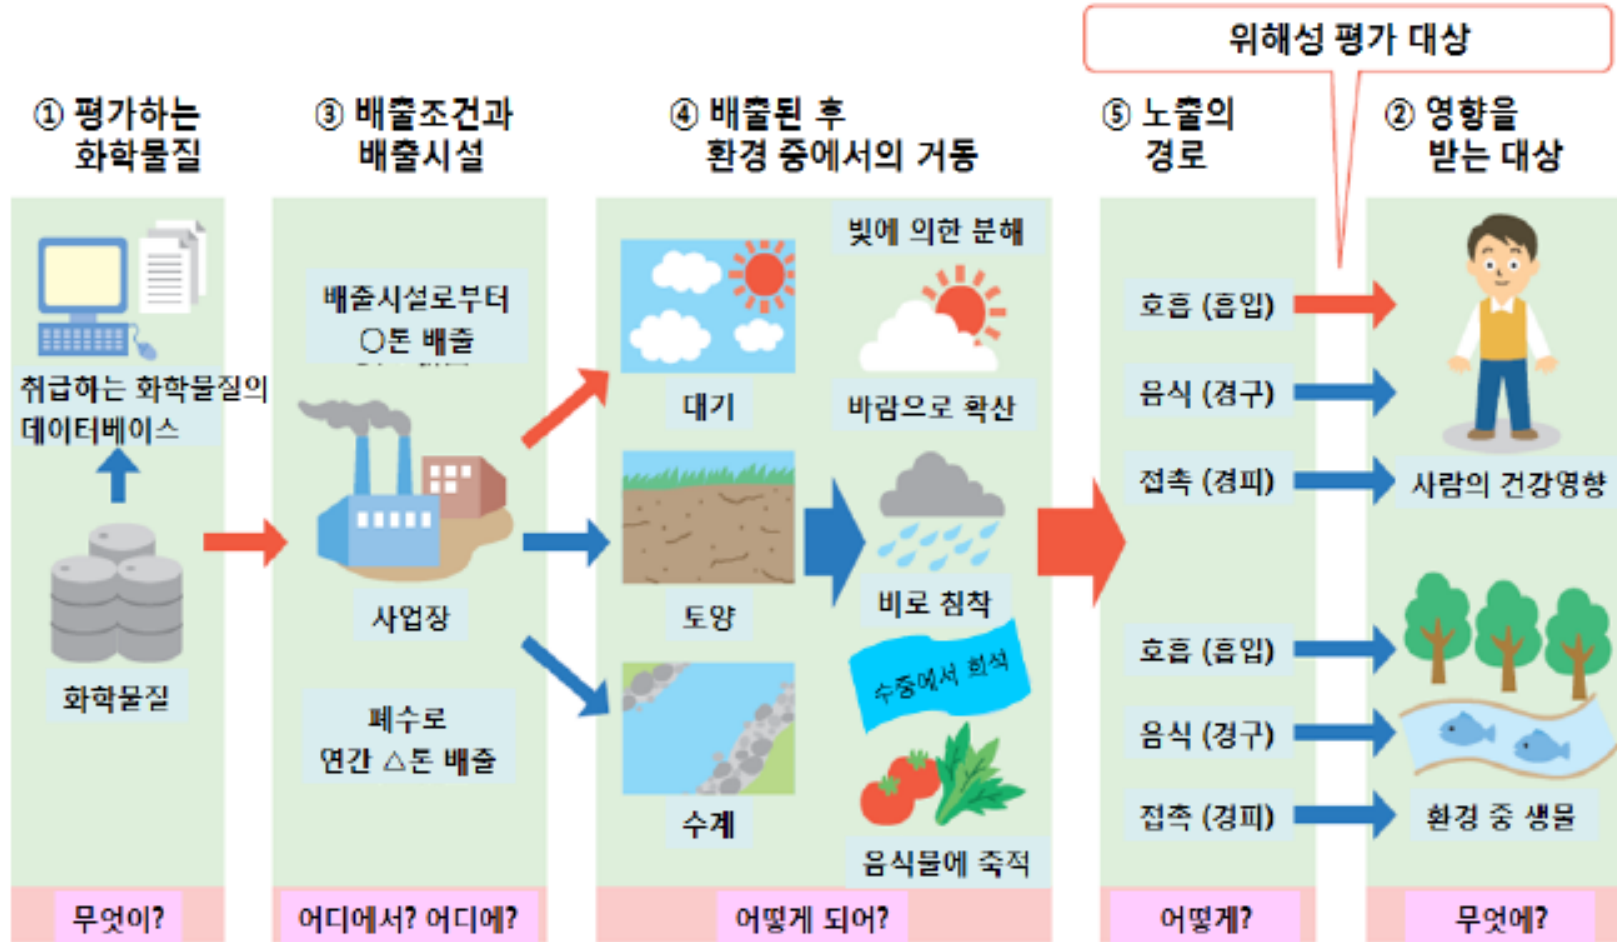 위해성 평가 대상
① 평가하는
화학물질
③ 배출조건과
배출시설
④ 배출된 후
환경 중에서의 거동
⑤ 노출의
경로
② 영향을
받는 대상
취급하는 화학물질의
데이터베이스
화학물질
무엇이?
배출시설로부터
○톤 배출
사업장
폐수로
연간 △톤 배출
어디에서? 어디에?
대기
토양
수계
빛에 의한 분해
바람으로 확산
비로 침착
수중에서 희석
음식물에 축적
어떻게 되어?
호흡 (흡입)
음식 (경구)
접촉 (경피)
호흡 (흡입)
음식 (경구)
접촉 (경피)
어떻게?
사람의 건강영향
환경 중 생물
무엇에?